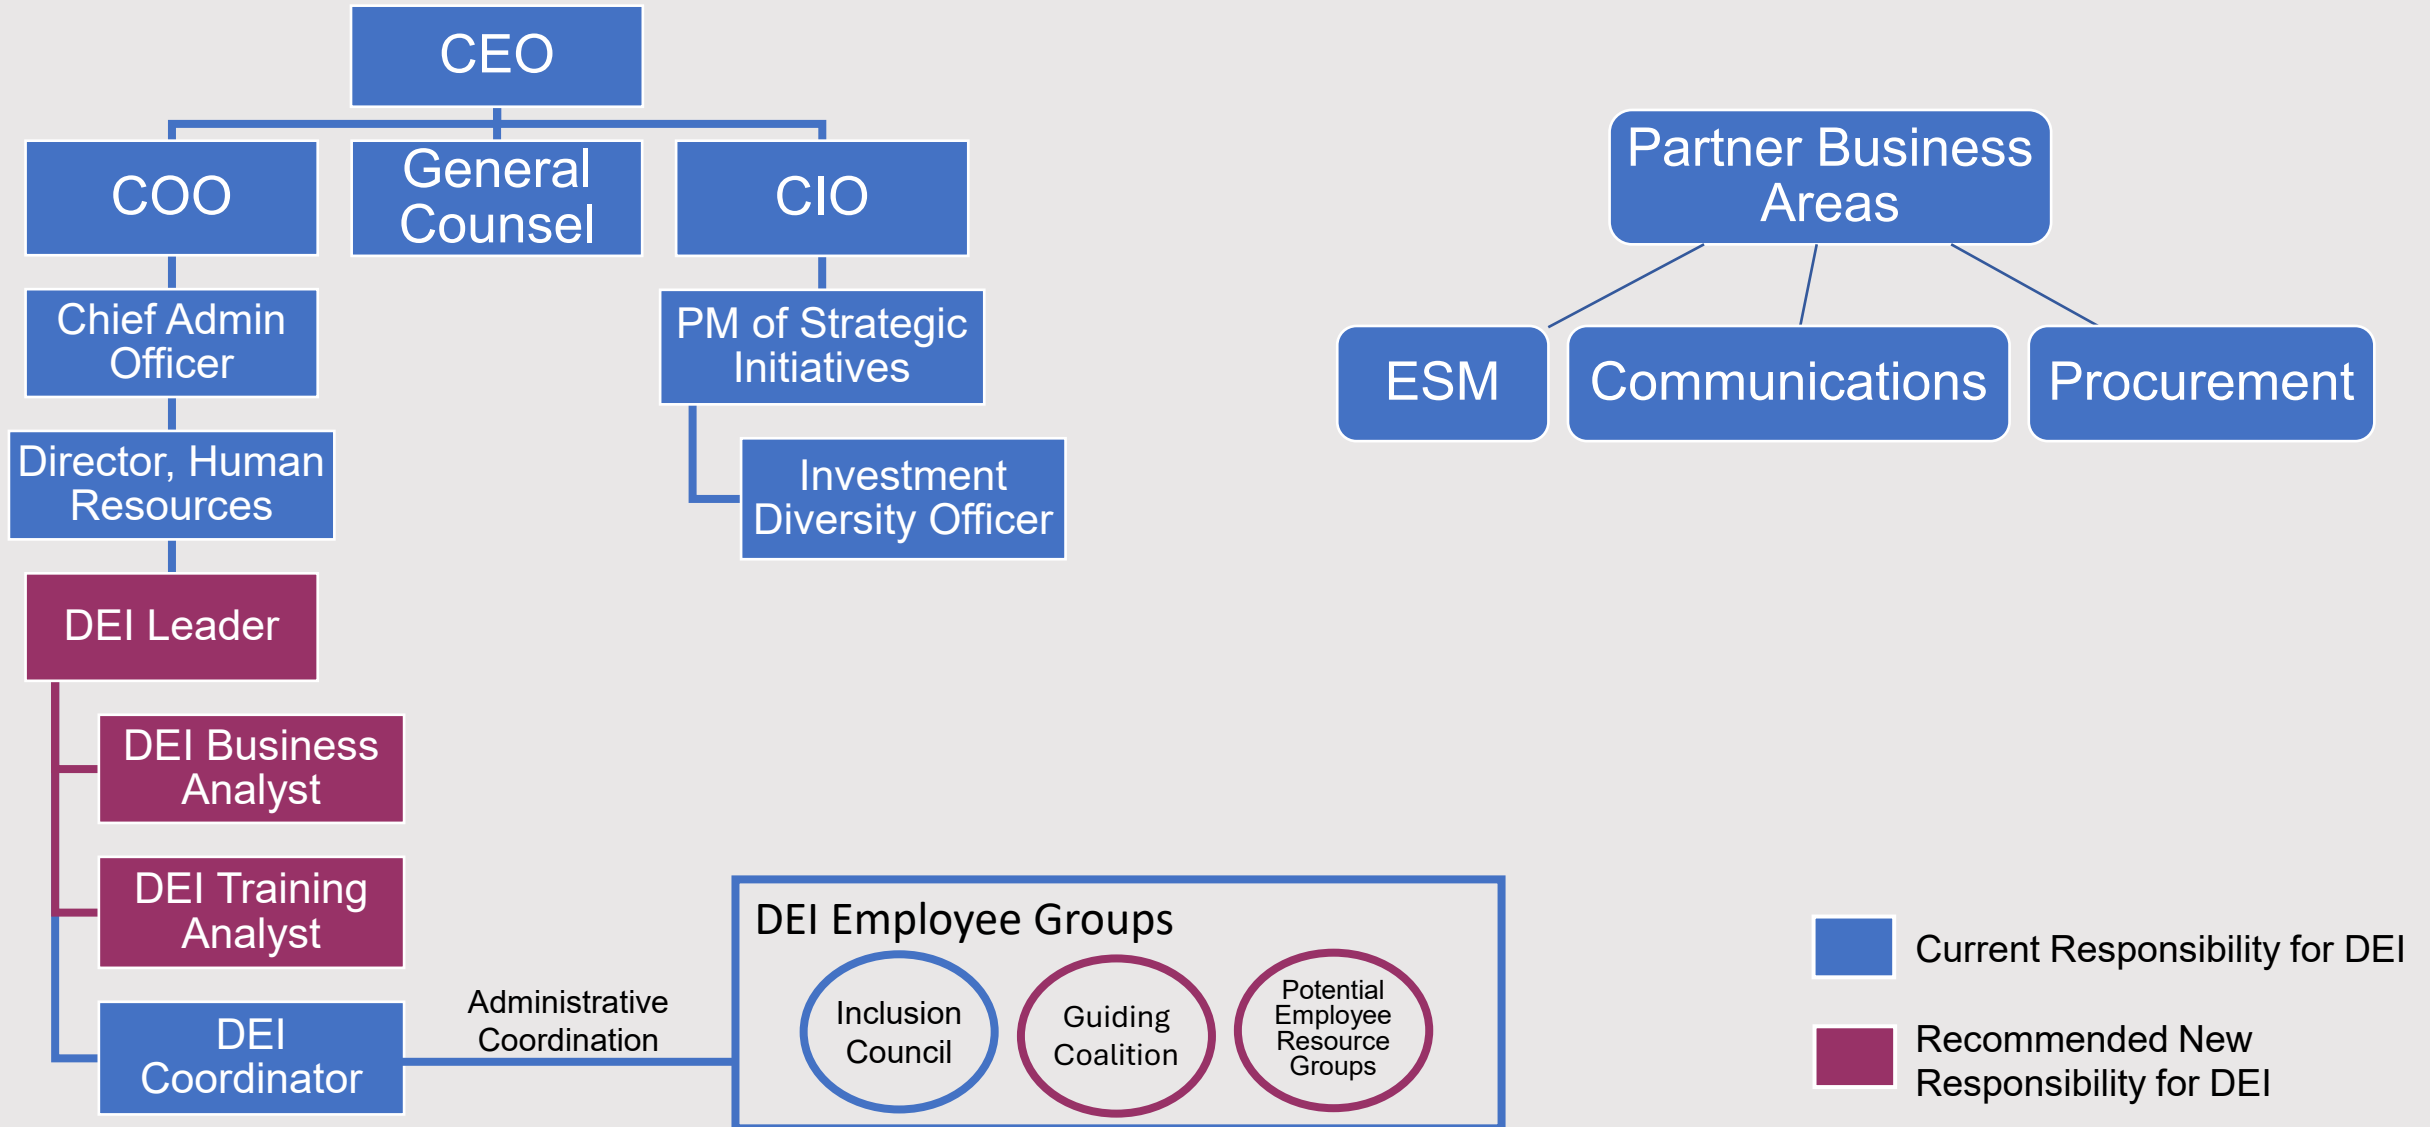 CEO
COO
General
Counsel
CIO
Chief Admin
Officer
PM of Strategic
Initiatives
Director, Human
Resources
Investment
Diversity Officer
DEI Leader
DEI Business
Analyst
DEI Training
Analyst
DEI
Coordinator
Administrative
Coordination
DEI Employee Groups
Inclusion
Council
Guiding
Coalition
Potential
Employee
Resource
Groups
Partner Business
Areas
ESM
Communications
Procurement
Current Responsibility for DEI
Recommended New
Responsibility for DEI